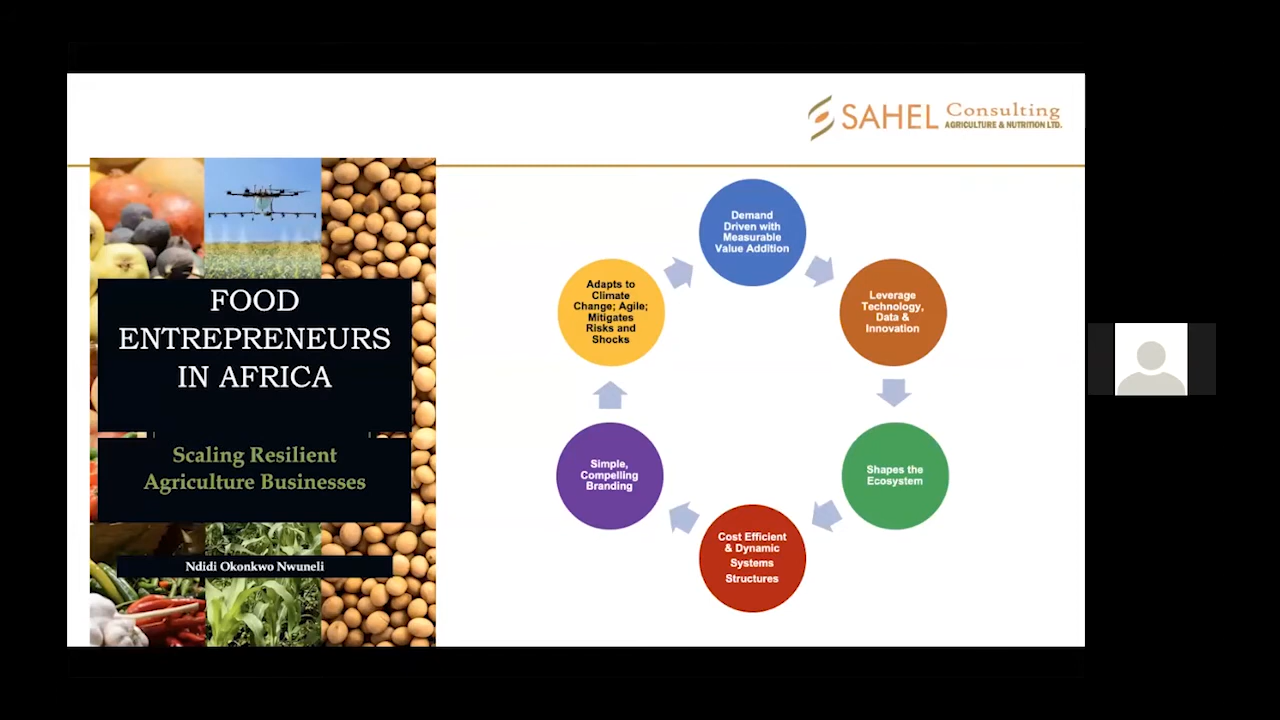 SAHEL Consulting
AGRICULTURE & NUTRITION LTD.
FOOD
ENTREPRENEURS
IN AFRICA
Scaling Resilient
Agriculture Businesses
Ndidi Okonkwo Nwuneli
Demand
Driven with
Measurable
Value Addition
Leverage
Technology,
Data &
Innovation
Shapes the
Ecosystem
Cost Efficient
& Dynamic
Systems
Structures
Simple,
Compelling
Branding
Adapts to
Climate
Change; Agile;
Mitigates
Risks and
Shocks